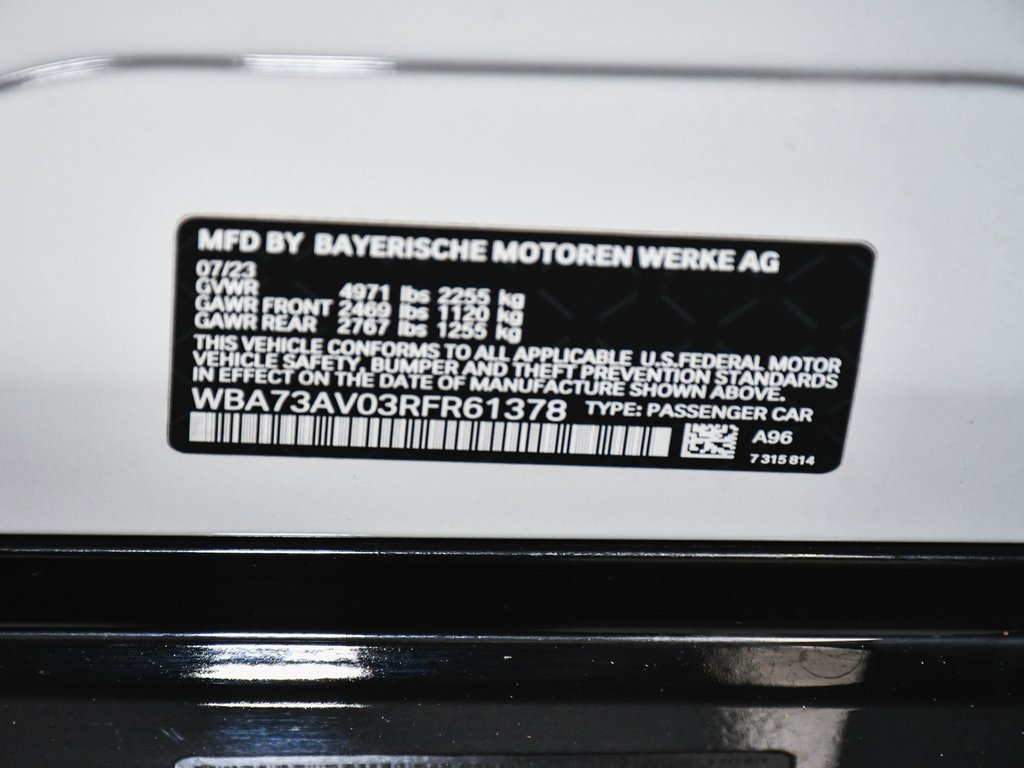 MFD BY BAYERISCHE MOTOREN WERKE AG
07/23
GVWR 4971 lbs 2255 kg
GAWR FRONT 2469 lbs 1120 kg
GAWR REAR 2767 lbs 1255 kg
THIS VEHICLE CONFORMS TO ALL APPLICABLE U.S.FEDERAL MOTOR
VEHICLE SAFETY, BUMPER AND THEFT PREVENTION STANDARDS
IN EFFECT ON THE DATE OF MANUFACTURE SHOWN ABOVE.
WBA73AV03RFR61378 TYPE: PASSENGER CAR
A96
7 315 814